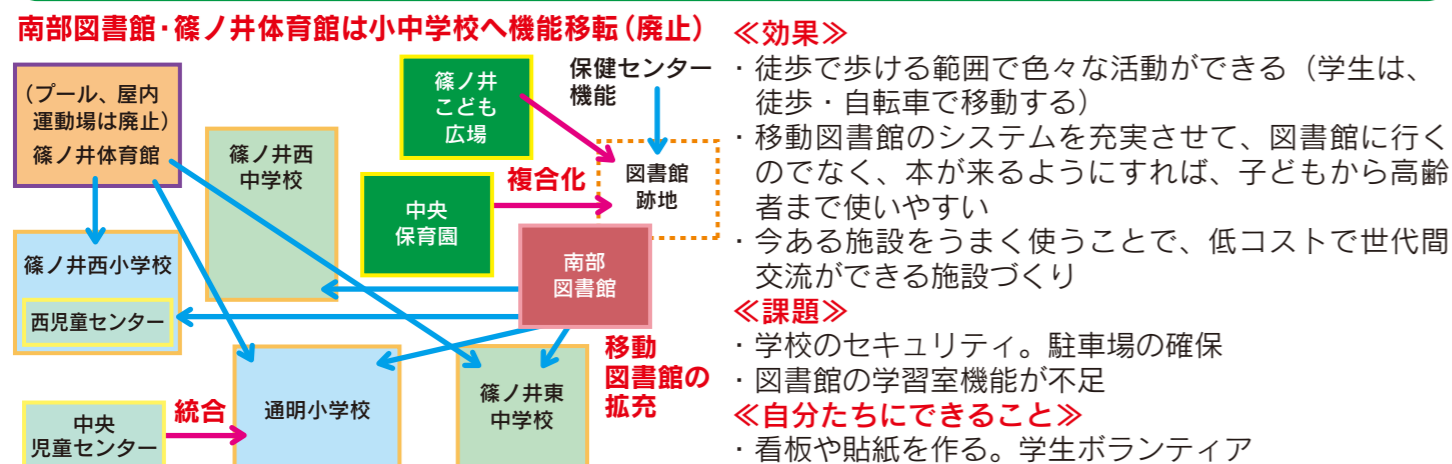 南部図書館・篠ノ井体育館は小中学校へ機能移転（廃止）
（プール、屋内
運動場は廃止）
篠ノ井体育館
篠ノ井西
中学校
篠ノ井
こども
広場
保健センター
機能
複合化
図書館
跡地
中央
保育園
南部
図書館
篠ノ井西小学校
西児童センター
移動
図書館の
拡充
中央
児童センター
統合
通明小学校
篠ノ井東
中学校
≪効果≫
・徒歩で歩ける範囲で色々な活動ができる（学生は、
徒歩・自転車で移動する）
・移動図書館のシステムを充実させて、図書館に行く
のでなく、本が来るようにすれば、子どもから高齢
者まで使いやすい
・今ある施設をうまく使うことで、低コストで世代間
交流ができる施設づくり
≪課題≫
・学校のセキュリティ。駐車場の確保
・図書館の学習室機能が不足
≪自分たちにできること≫
・看板や貼紙を作る。学生ボランティア